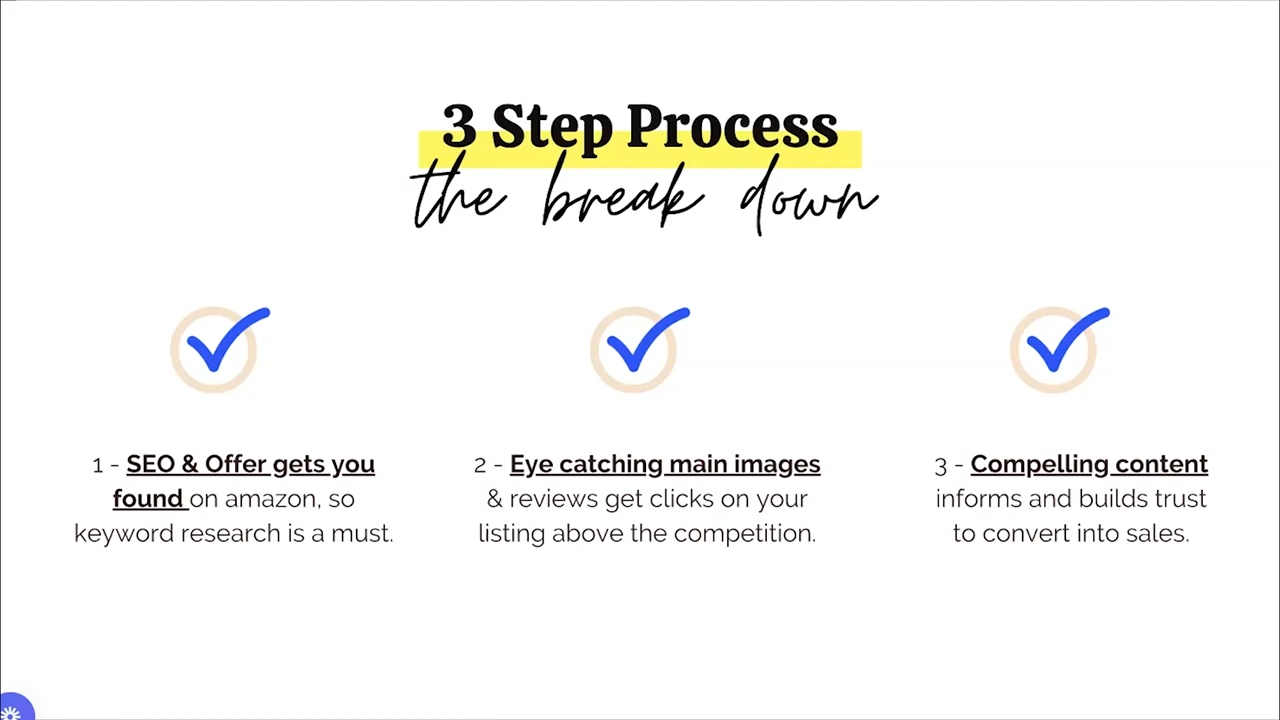 3 Step Process
the break down
1 - SEO & Offer gets you
found on amazon, so
keyword research is a must.
2 - Eye catching main images
& reviews get clicks on your
listing above the competition.
3 - Compelling content
informs and builds trust
to convert into sales.